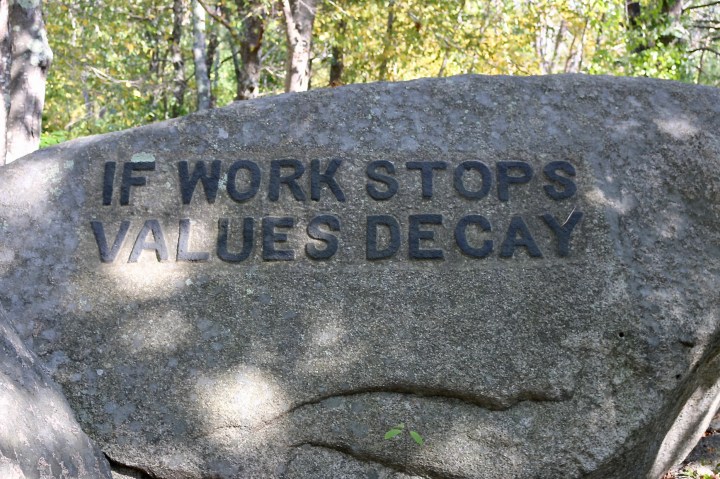 IF WORK STOPS
VALUES DECAY